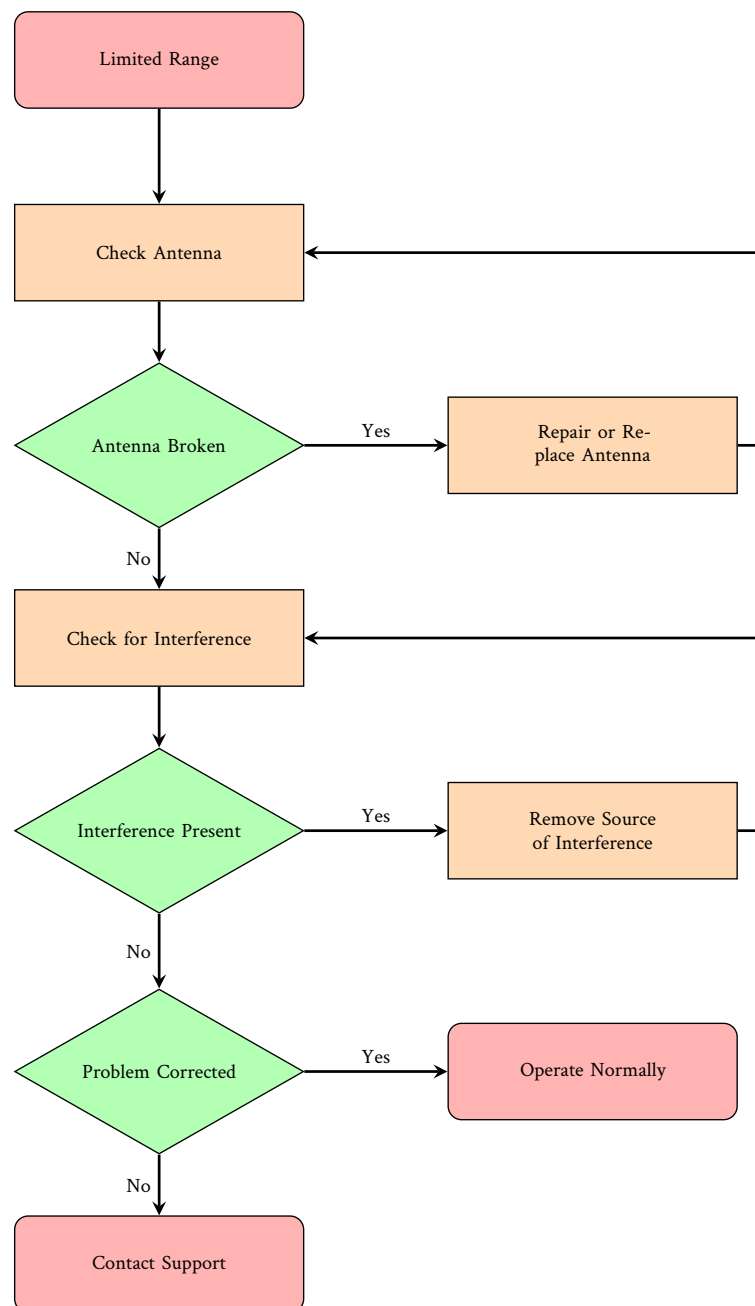 Limited Range
Check Antenna
Antenna Broken
Yes
Repair or Re-
place Antenna
No
Check for Interference
Interference Present
Yes
Remove Source
of Interference
No
Problem Corrected
Yes
Operate Normally
No
Contact Support